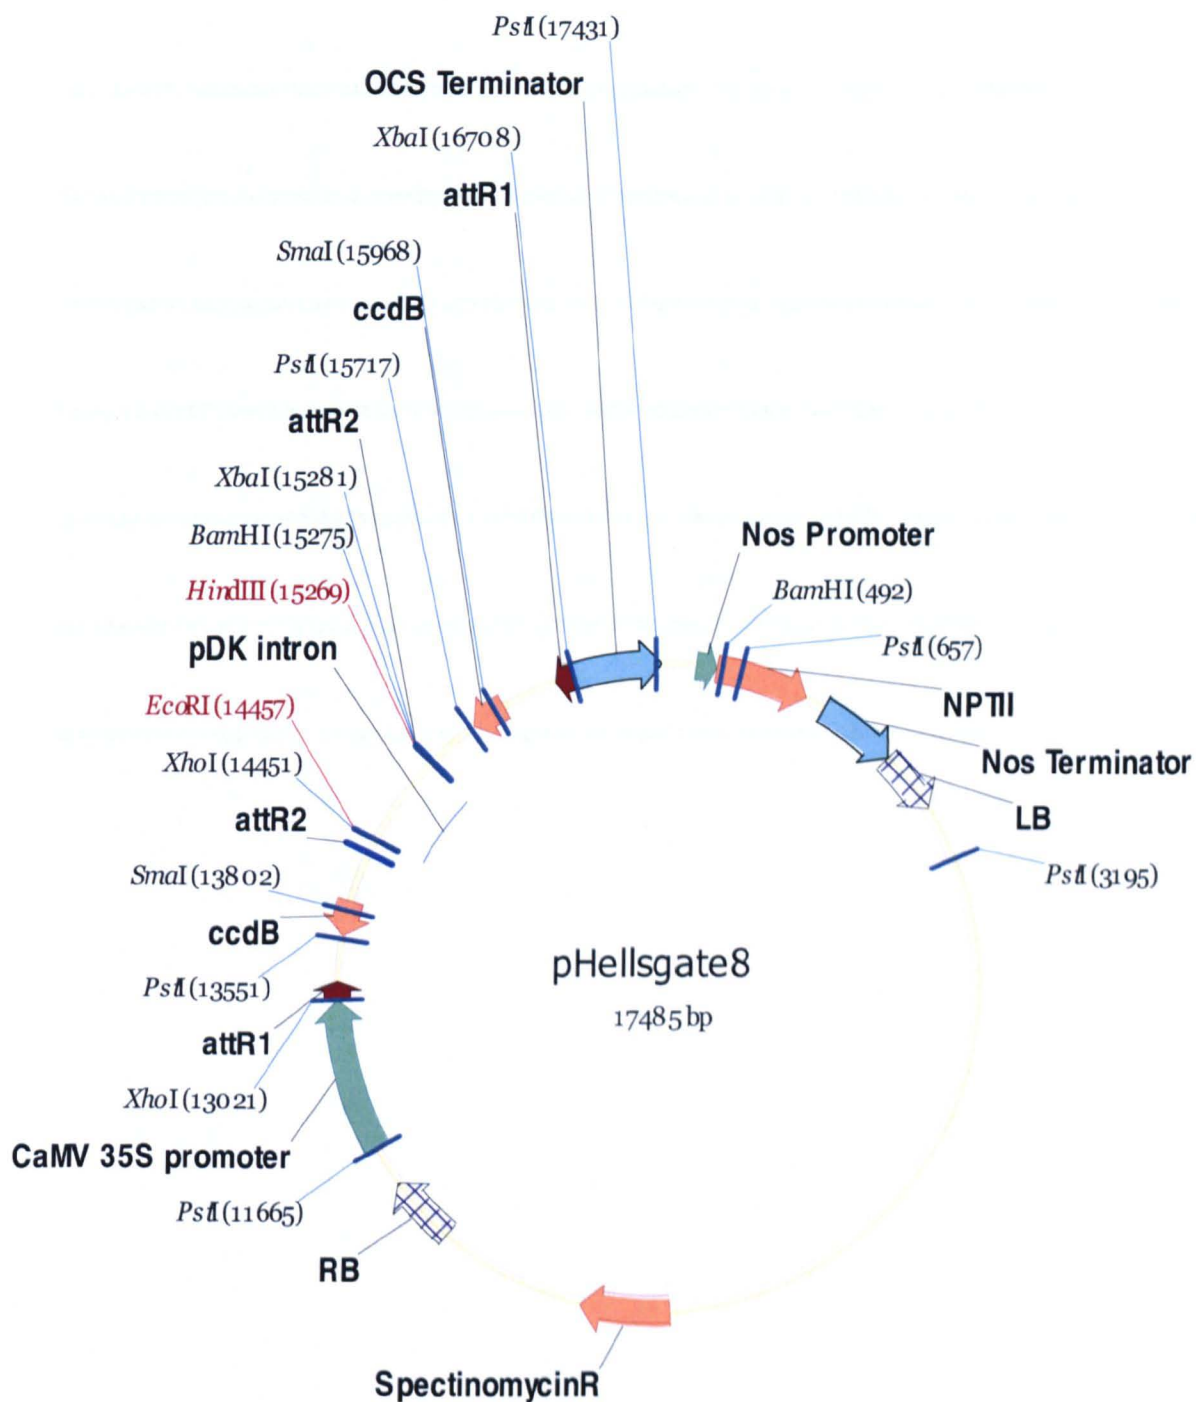 PstI(17431)
OCS Terminator
XbaI(16708)
attR1
SmaI(15968)
ccdB
PstI(15717)
attR2
XbaI(15281)
BamHI(15275)
HindIII(15269)
pDK intron
EcoRI(14457)
XhoI(14451)
attR2
SmaI(13802)
ccdB
PstI(13551)
attR1
XhoI(13021)
CaMV 35S promoter
PstI(11665)
RB
SpectinomycinR
Nos Promoter
BamHI(492)
PstI(657)
NPTII
Nos Terminator
LB
PstI(3195)
pHellsgate8
17485 bp